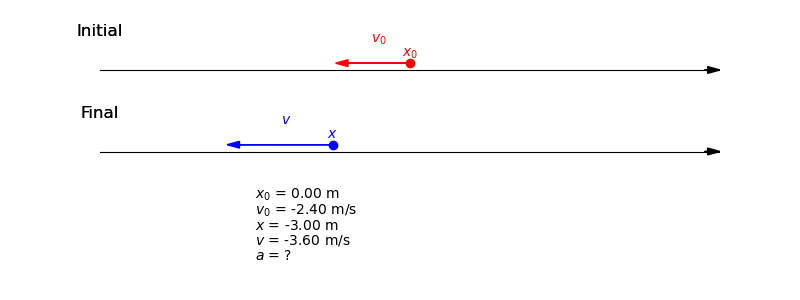 Initial
v₀
x₀
Final
v
x
x₀ = 0.00 m
v₀ = -2.40 m/s
x = -3.00 m
v = -3.60 m/s
a = ?